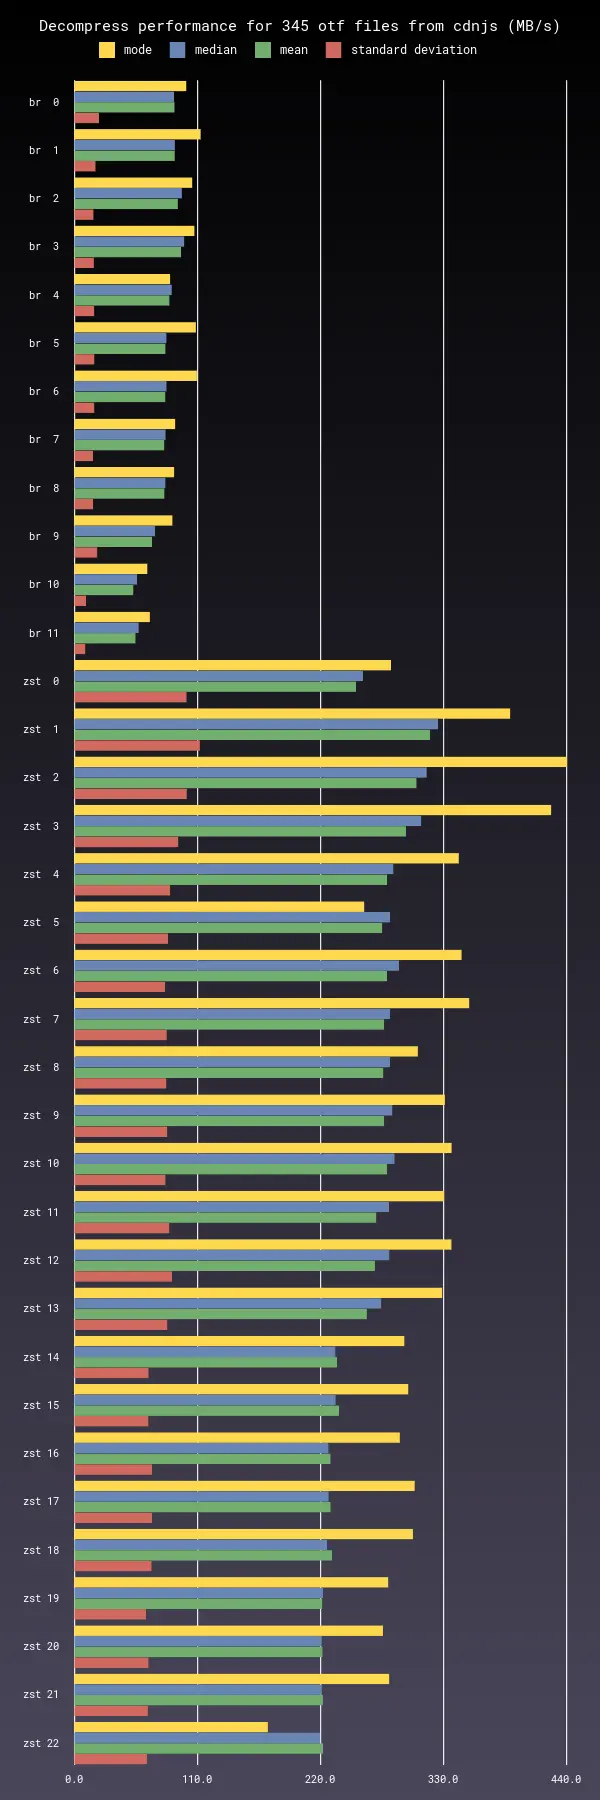 Decompress performance for 345 otf files from cdnjs (MB/s)
mode median mean standard deviation
br 0
br 1
br 2
br 3
br 4
br 5
br 6
br 7
br 8
br 9
br 10
br 11
zst 0
zst 1
zst 2
zst 3
zst 4
zst 5
zst 6
zst 7
zst 8
zst 9
zst 10
zst 11
zst 12
zst 13
zst 14
zst 15
zst 16
zst 17
zst 18
zst 19
zst 20
zst 21
zst 22
0.0 110.0 220.0 330.0 440.0